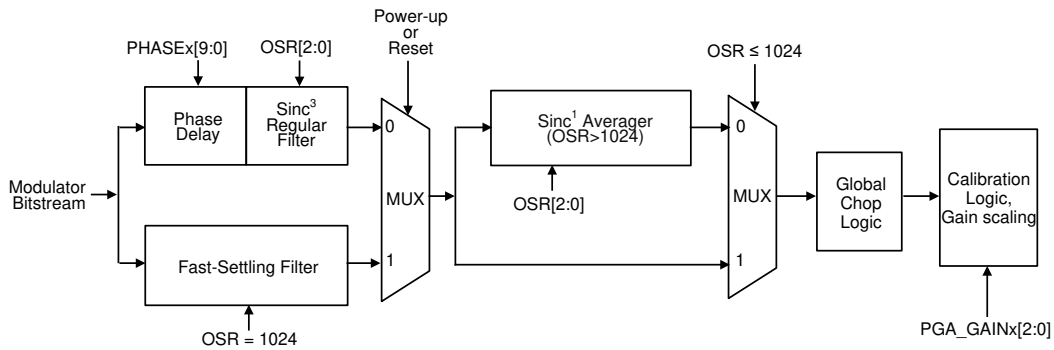 Power-up
or
Reset
PHASEx[9:0]
OSR[2:0]
OSR ≤ 1024
Phase
Delay
Sinc³
Regular
Filter
0
Sinc¹ Averager
(OSR>1024)
0
Modulator
Bitstream
MUX
OSR[2:0]
MUX
Global
Chop
Logic
Calibration
Logic,
Gain scaling
Fast-Settling Filter
1
1
OSR = 1024
PGA_GAINx[2:0]